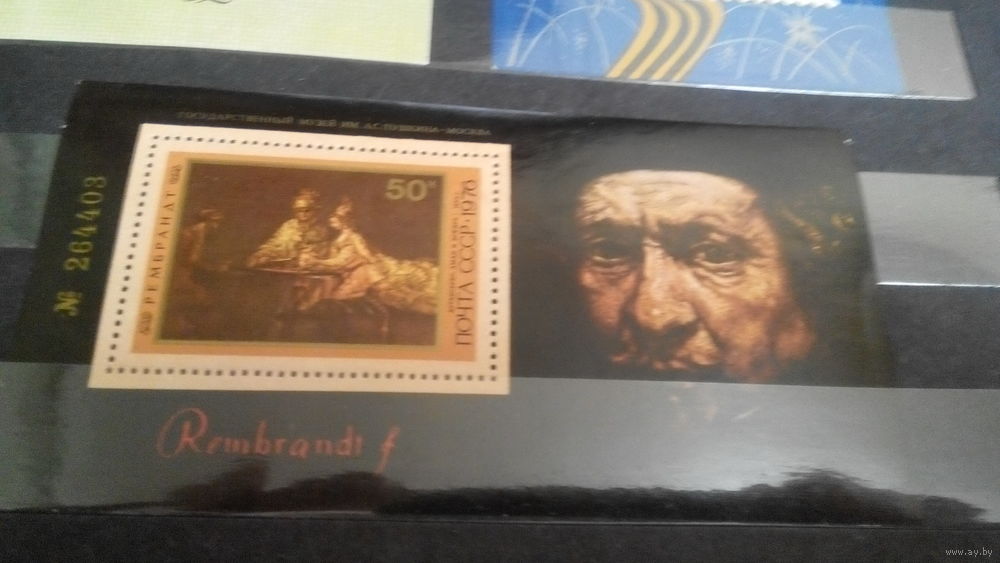 ГОСУДАРСТВЕННЫЙ МУЗЕЙ ИМ. А.С.ПУШКИНА-МОСКВА
№ 264403
РЕМБРАНДТ
50к
ПОЧТА СССР•1976
Rembrandt f
www.ay.by